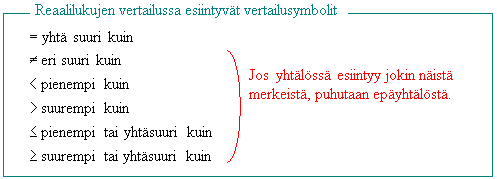 Reaalilukujen vertailussa esiintyvät vertailusymbolit
= yhtä suuri kuin
≠ eri suuri kuin
< pienempi kuin
> suurempi kuin
≤ pienempi tai yhtäsuuri kuin
≥ suurempi tai yhtäsuuri kuin
Jos yhtälössä esiintyy jokin näistä
merkeistä, puhutaan epäyhtälöstä.